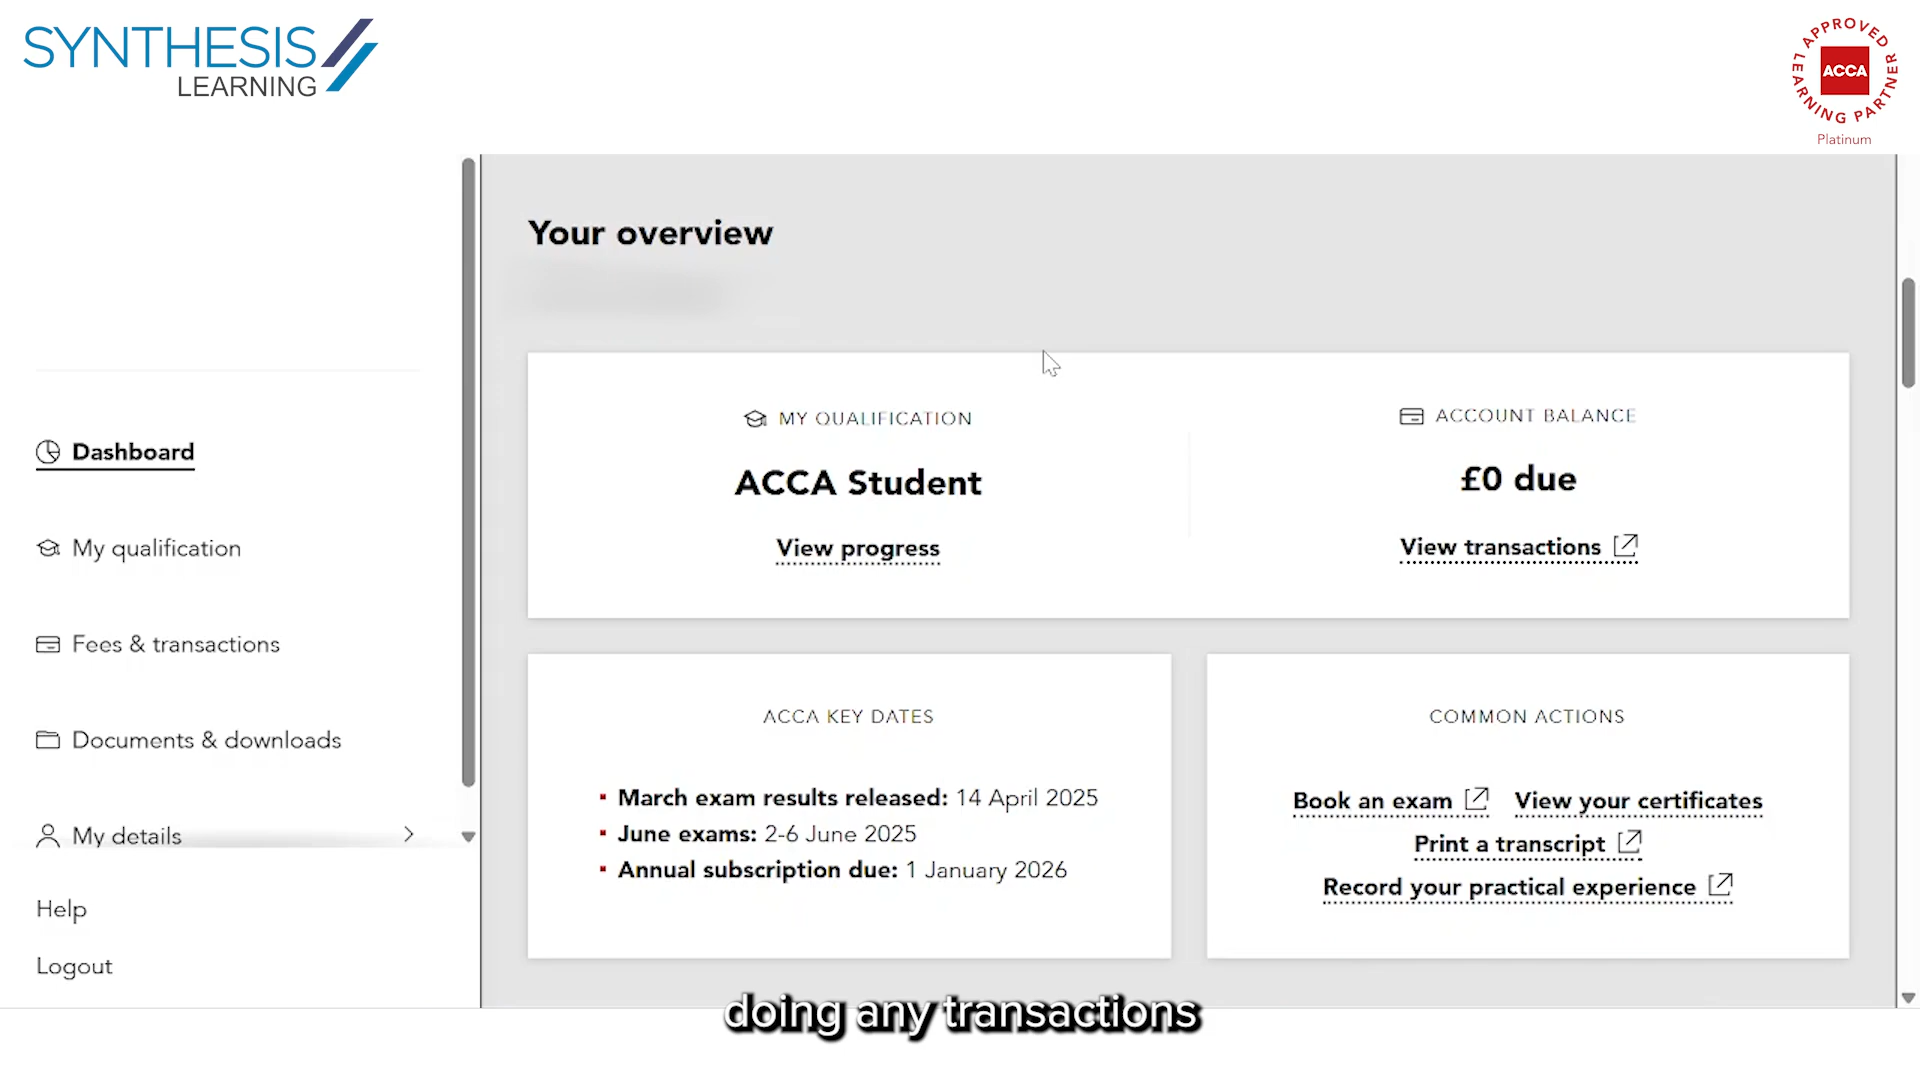 SYNTHESIS
LEARNING
APPROVED
LEARNING PARTNER
ACCA
Platinum
Dashboard
My qualification
Fees & transactions
Documents & downloads
My details
Help
Logout
Your overview
MY QUALIFICATION
ACCA Student
View progress
ACCOUNT BALANCE
£0 due
View transactions
ACCA KEY DATES
March exam results released: 14 April 2025
June exams: 2-6 June 2025
Annual subscription due: 1 January 2026
COMMON ACTIONS
Book an exam View your certificates
Print a transcript
Record your practical experience
doing any transactions